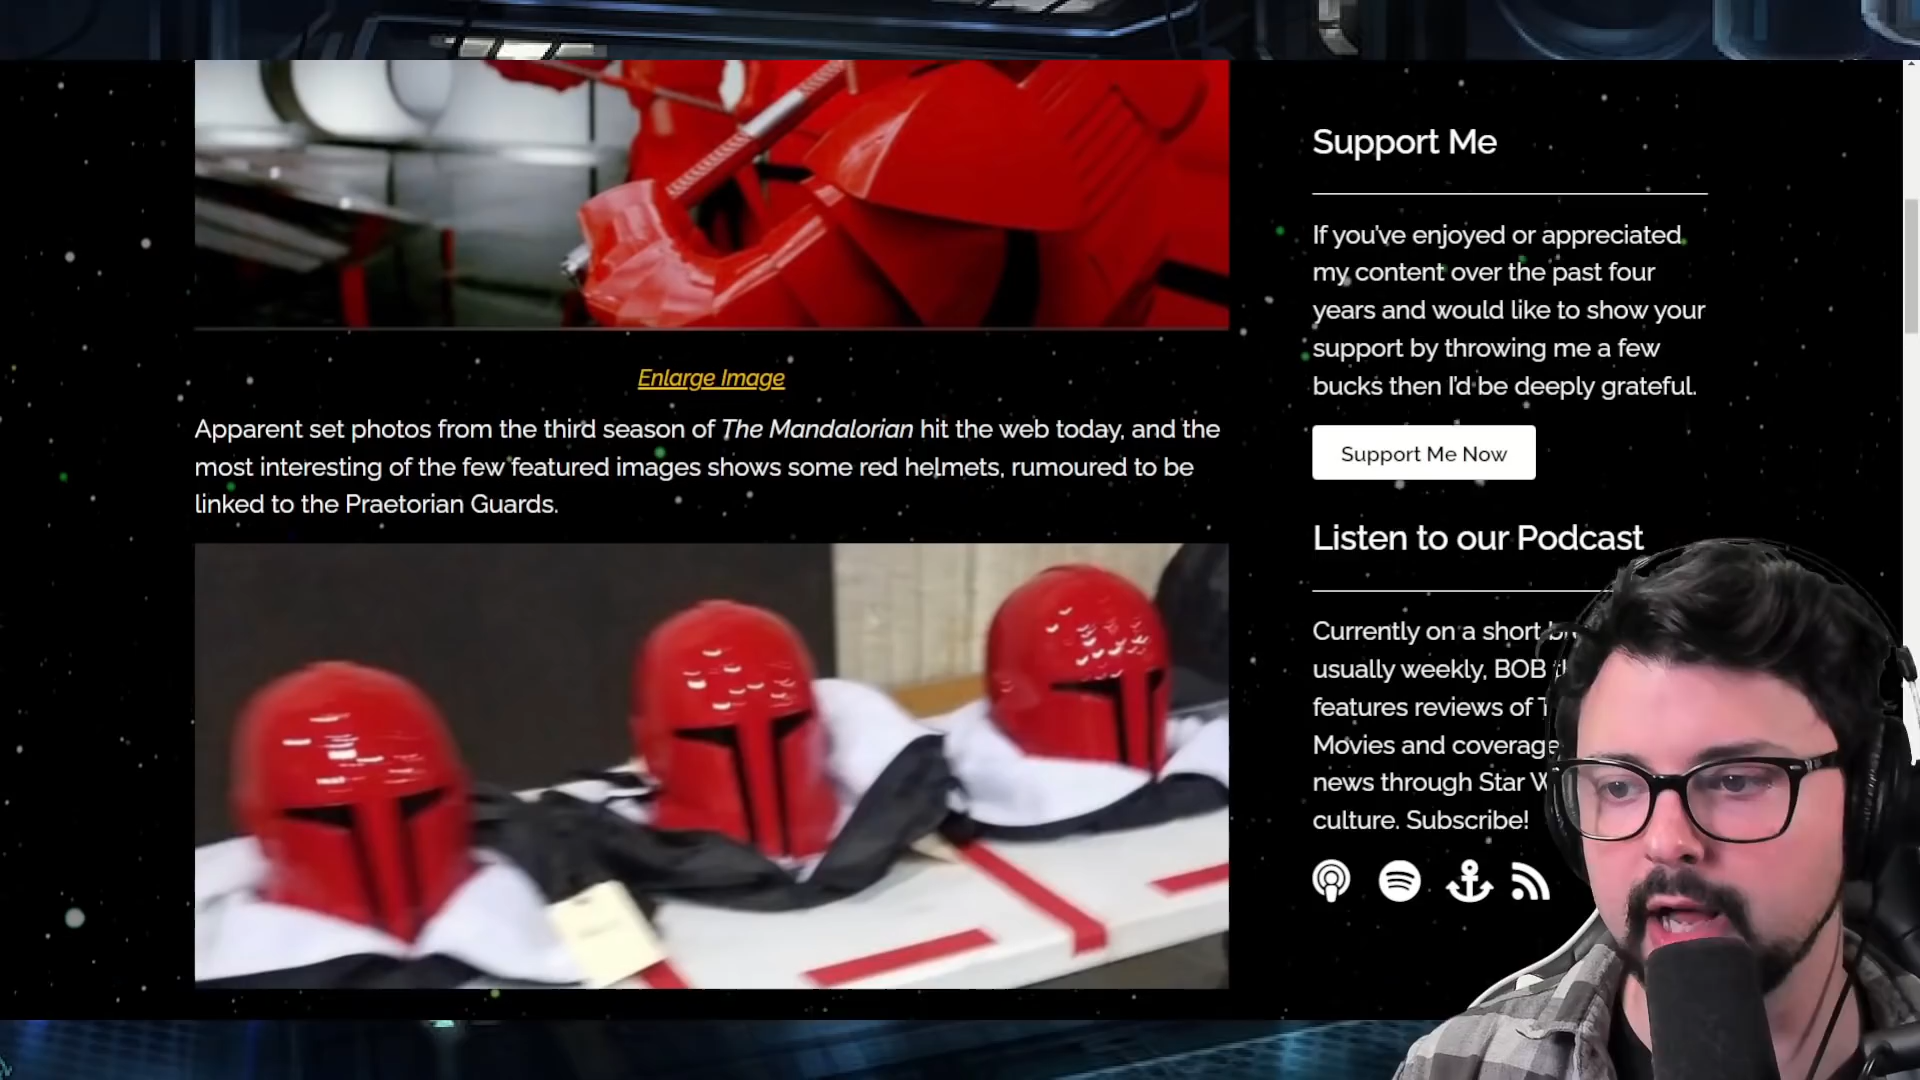 Enlarge Image
Apparent set photos from the third season of The Mandalorian hit the web today, and the
most interesting of the few featured images shows some red helmets, rumoured to be
linked to the Praetorian Guards.
Support Me
If you've enjoyed or appreciated
my content over the past four
years and would like to show your
support by throwing me a few
bucks then I'd be deeply grateful.
Support Me Now
Listen to our Podcast
Currently on a short
usually weekly, BOB
features reviews of
Movies and coverage
news through Star
culture. Subscribe!